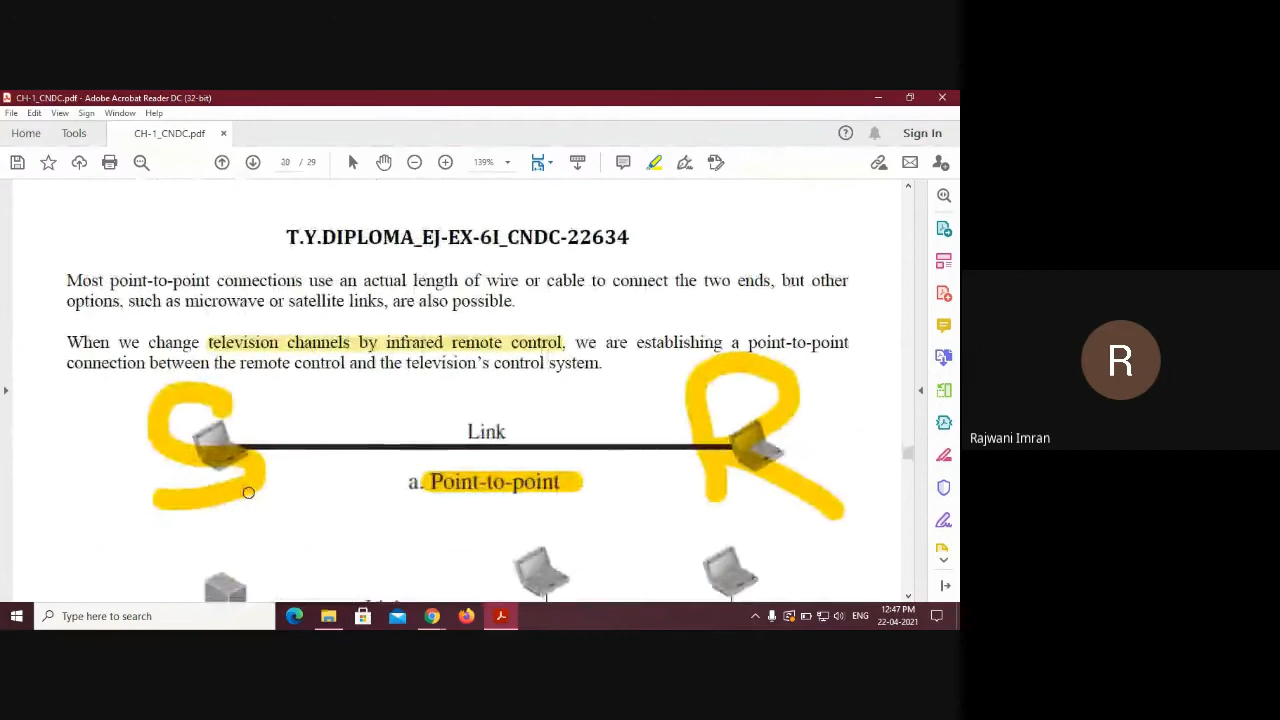 CH-1_CNDC.pdf - Adobe Acrobat Reader DC (32-bit)
File Edit View Sign Window Help
Home Tools CH-1_CNDC.pdf × Sign In
/ 29 139%
T.Y.DIPLOMA_EJ-EX-6I_CNDC-22634
Most point-to-point connections use an actual length of wire or cable to connect the two ends, but other
options, such as microwave or satellite links, are also possible.
When we change television channels by infrared remote control, we are establishing a point-to-point
connection between the remote control and the television's control system.
S R
Link
a. Point-to-point
R
Rajwani Imran
Type here to search
ENG
12:47 PM
22-04-2021